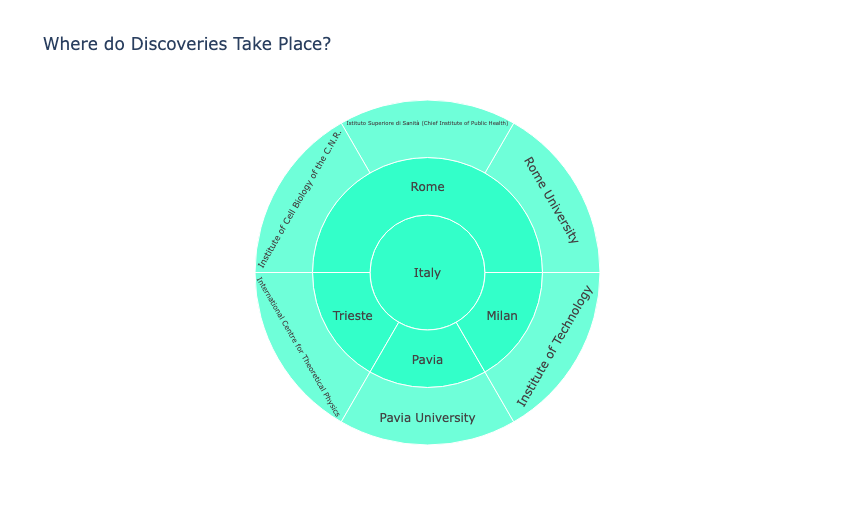 Where do Discoveries Take Place?
Istituto Superiore di Sanità (Chief Institute of Public Health)
Institute of Cell Biology of the C.N.R.
Rome University
Rome
Italy
Trieste
Milan
Pavia
International Centre for Theoretical Physics
Institute of Technology
Pavia University